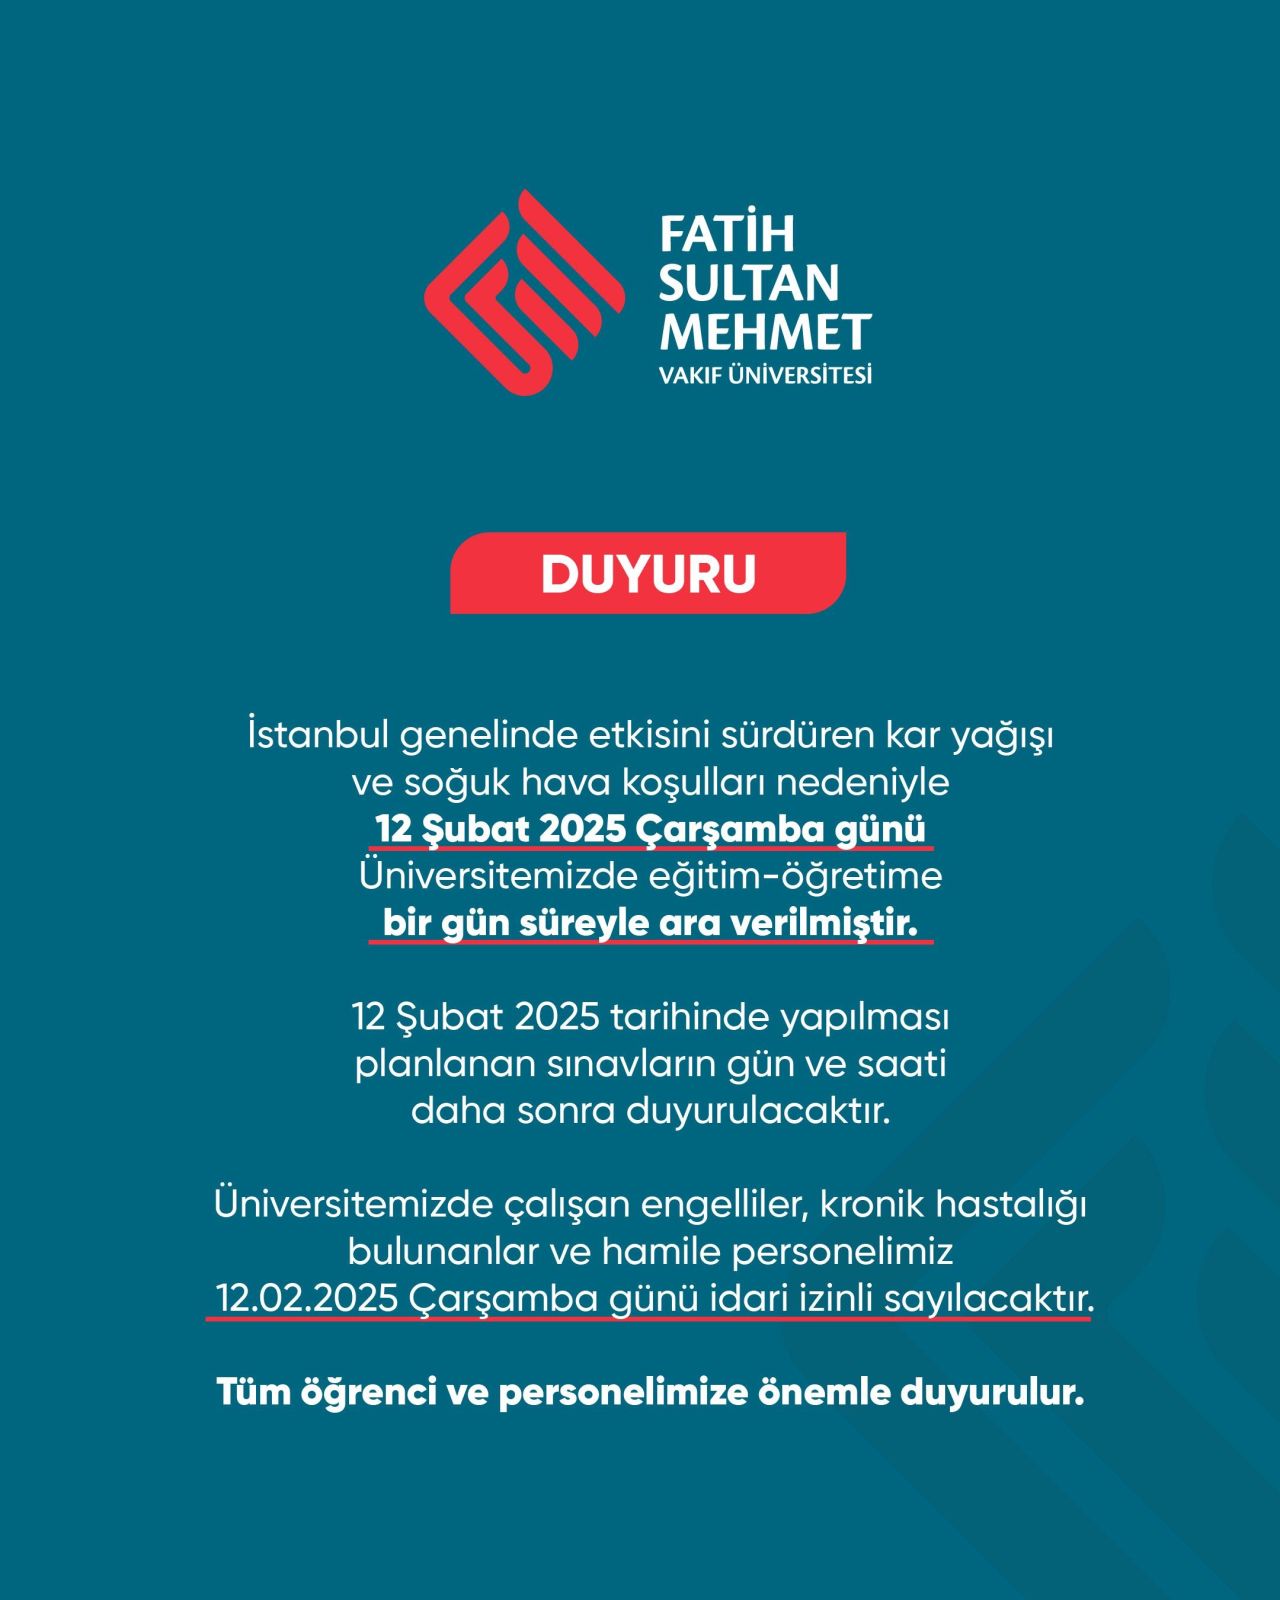 FATİH
SULTAN
MEHMET
VAKIF ÜNİVERSİTESİ
DUYURU
İstanbul genelinde etkisini sürdüren kar yağışı
ve soğuk hava koşulları nedeniyle
12 Şubat 2025 Çarşamba günü
Üniversitemizde eğitim-öğretime
bir gün süreyle ara verilmiştir.
12 Şubat 2025 tarihinde yapılması
planlanan sınavların gün ve saati
daha sonra duyurulacaktır.
Üniversitemizde çalışan engelliler, kronik hastalığı
bulunanlar ve hamile personelimiz
12.02.2025 Çarşamba günü idari izinli sayılacaktır.
Tüm öğrenci ve personelimize önemle duyurulur.